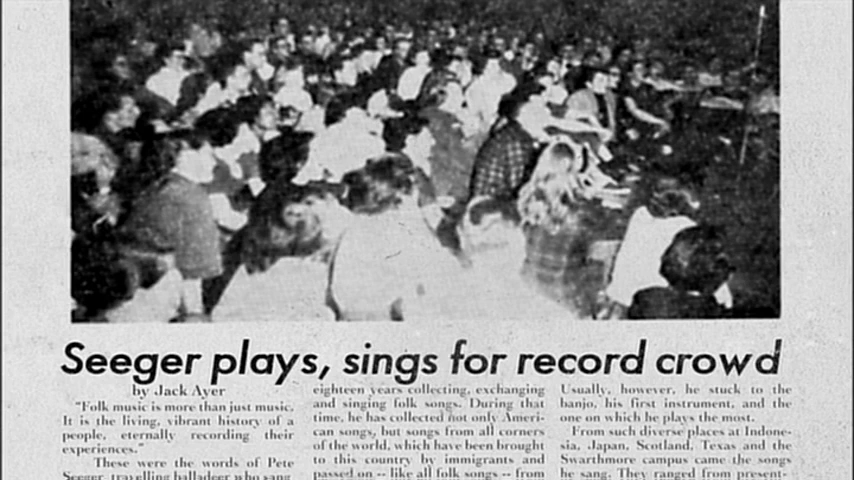 Seeger plays, sings for record crowd
by Jack Ayer
"Folk music is more than just music.
It is the living, vibrant history of a
people, eternally recording their
experiences."
These were the words of Pete
Seeger, travelling balladeer who sang
eighteen years collecting, exchanging
and singing folk songs. During that
time, he has collected not only Ameri-
can songs, but songs from all corners
of the world, which have been brought
to this country by immigrants and
passed on -- like all folk songs -- from
Usually, however, he stuck to the
banjo, his first instrument, and the
one on which he plays the most.
From such diverse places at Indone-
sia, Japan, Scotland, Texas and the
Swarthmore campus came the songs
he sang. They ranged from present-